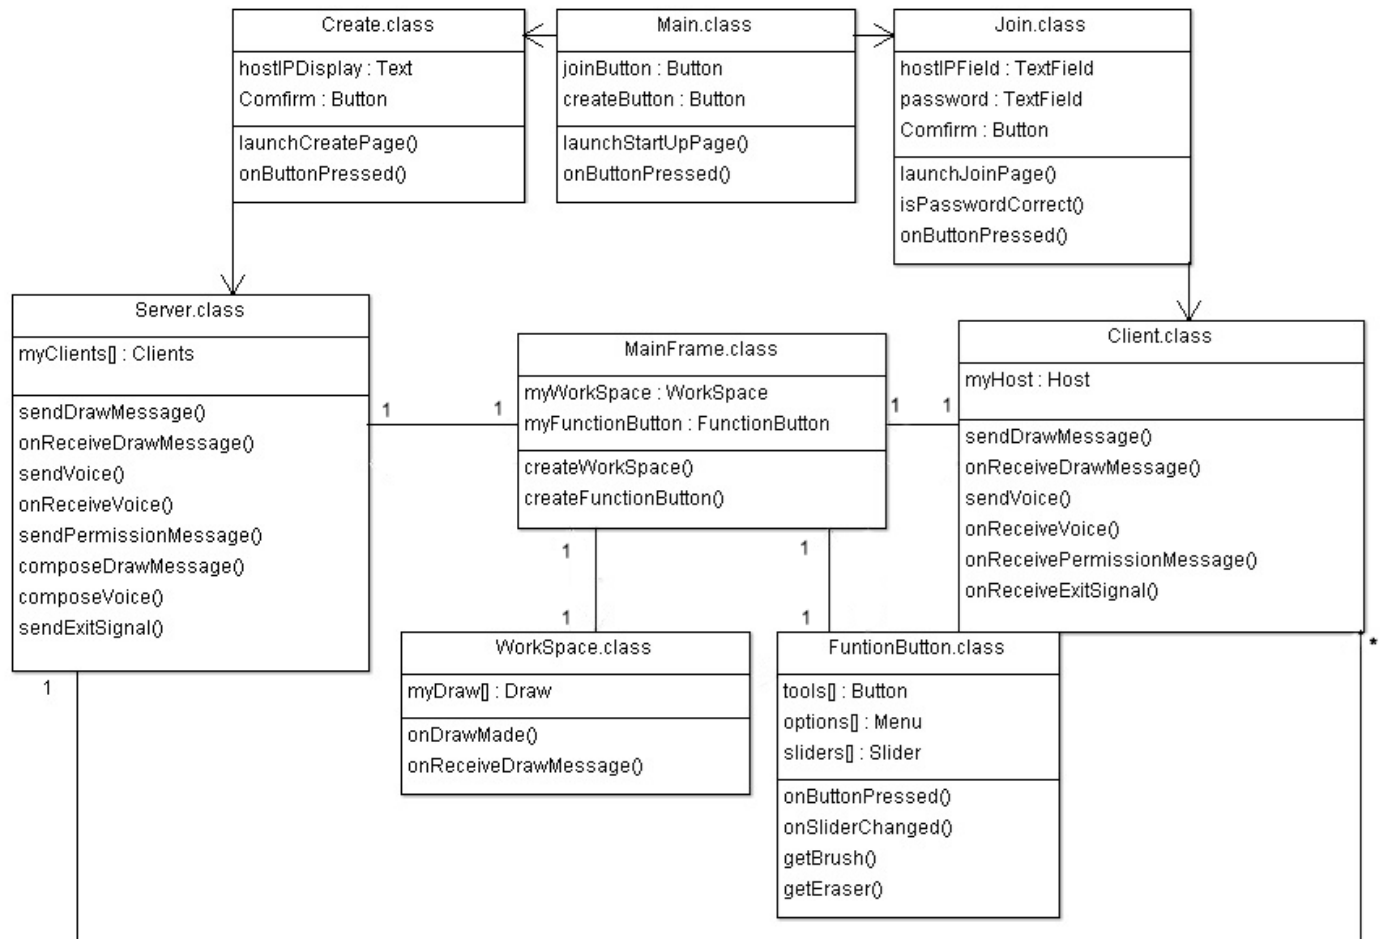 Create.class
hostIPDisplay : Text
Comfirm : Button
launchCreatePage()
onButtonPressed()
Main.class
joinButton : Button
createButton : Button
launchStartUpPage()
onButtonPressed()
Join.class
hostIPField : TextField
password : TextField
Comfirm : Button
launchJoinPage()
isPasswordCorrect()
onButtonPressed()
Server.class
myClients[] : Clients
sendDrawMessage()
onReceiveDrawMessage()
sendVoice()
onReceiveVoice()
sendPermissionMessage()
composeDrawMessage()
composeVoice()
sendExitSignal()
1
1
MainFrame.class
myWorkSpace : WorkSpace
myFunctionButton : FunctionButton
createWorkSpace()
createFunctionButton()
1
1
Client.class
myHost : Host
sendDrawMessage()
onReceiveDrawMessage()
sendVoice()
onReceiveVoice()
onReceivePermissionMessage()
onReceiveExitSignal()
1
1
1
1
WorkSpace.class
myDraw[] : Draw
onDrawMade()
onReceiveDrawMessage()
FuntionButton.class
tools[] : Button
options[] : Menu
sliders[] : Slider
onButtonPressed()
onSliderChanged()
getBrush()
getEraser()
1
*